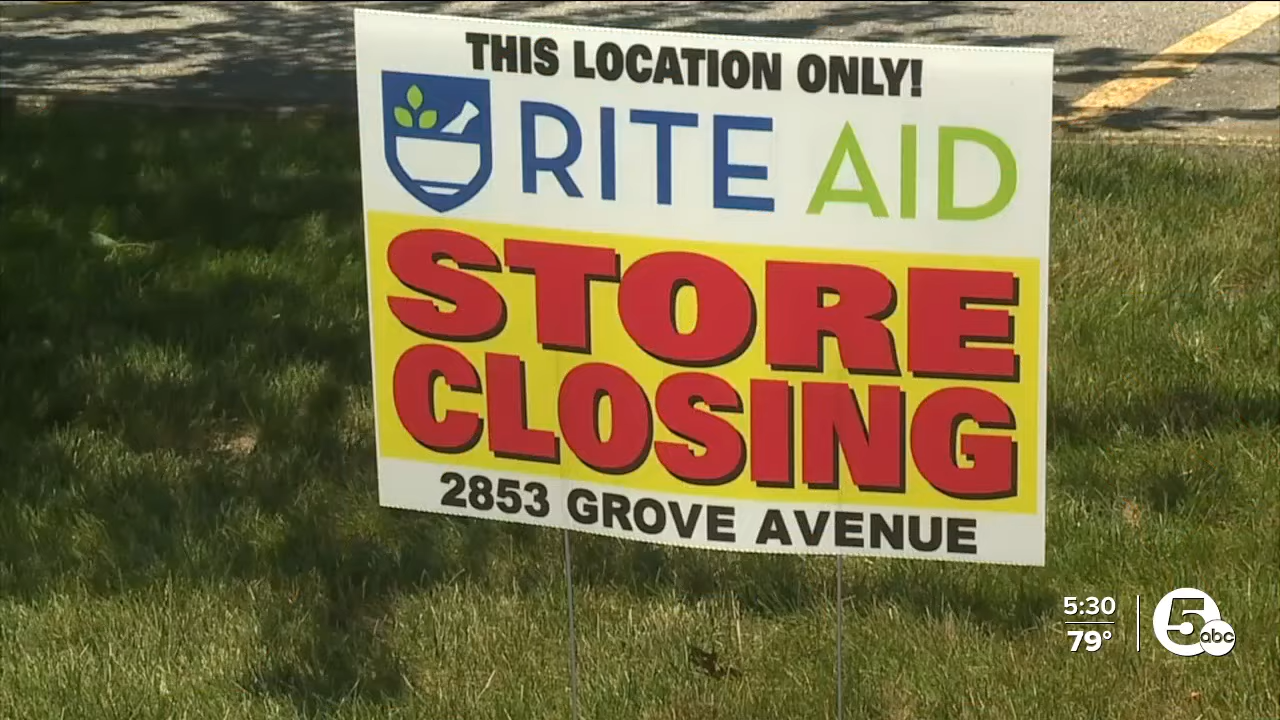 THIS LOCATION ONLY!
RITE AID
STORE
CLOSING
2853 GROVE AVENUE
5:30
79°
5 abc